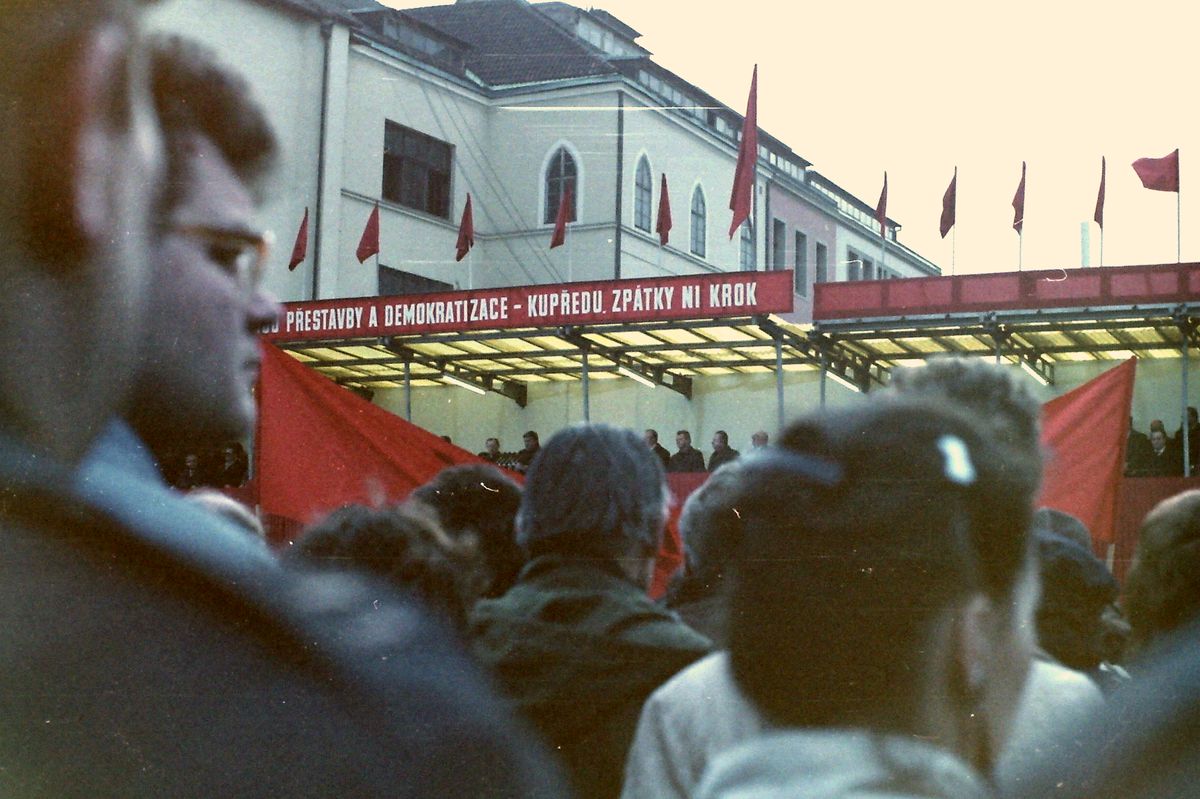 PŘESTAVBY A DEMOKRATIZACE - KUPŘEDU, ZPÁTKY NI KROK